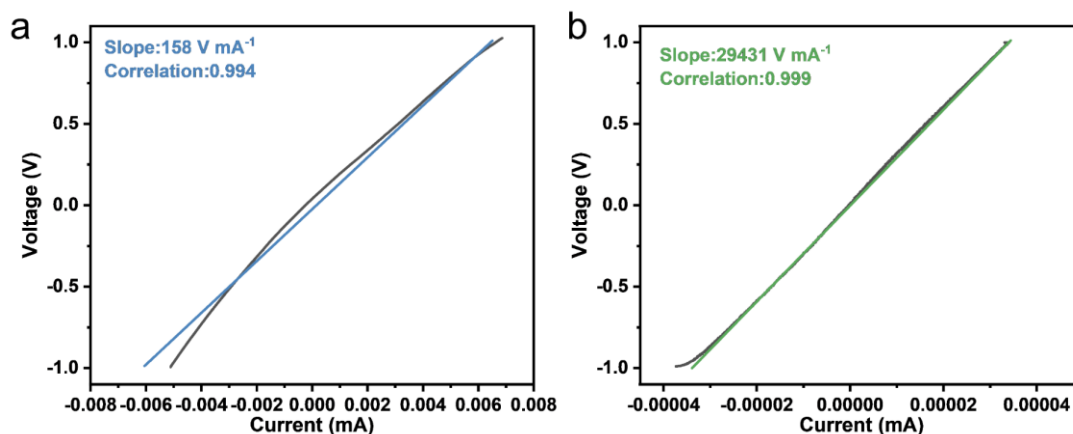 a
Slope:158 V mA⁻¹
Correlation:0.994
1.0
0.5
0.0
-0.5
-1.0
Voltage (V)
-0.008 -0.006 -0.004 -0.002 0.000 0.002 0.004 0.006 0.008
Current (mA)
b
Slope:29431 V mA⁻¹
Correlation:0.999
1.0
0.5
0.0
-0.5
-1.0
Voltage (V)
-0.00004 -0.00002 0.00000 0.00002 0.00004
Current (mA)